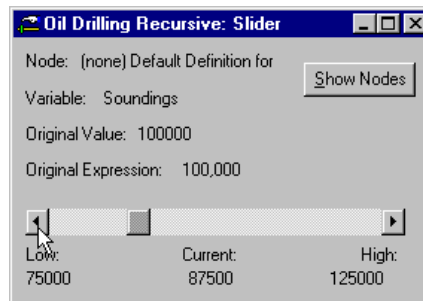 Oil Drilling Recursive: Slider
Node: (none) Default Definition for
Show Nodes
Variable: Soundings
Original Value: 100000
Original Expression: 100,000
Low: Current: High:
75000 87500 125000